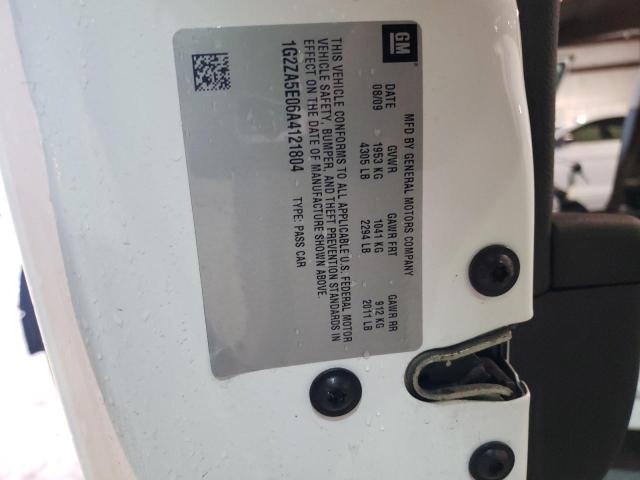 GM
MFD BY GENERAL MOTORS COMPANY
DATE GVWR GAWR FRT GAWR RR
08/09 1953 KG 1041 KG 912 KG
4305 LB 2294 LB 2011 LB
THIS VEHICLE CONFORMS TO ALL APPLICABLE U.S. FEDERAL MOTOR
VEHICLE SAFETY, BUMPER, AND THEFT PREVENTION STANDARDS IN
EFFECT ON THE DATE OF MANUFACTURE SHOWN ABOVE.
1G2ZA5E06A4121804 TYPE: PASS CAR